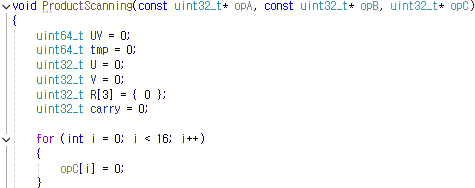 void ProductScanning(const uint32_t* opA, const uint32_t* opB, uint32_t* opC)
{
uint64_t UV = 0;
uint64_t tmp = 0;
uint32_t U = 0;
uint32_t V = 0;
uint32_t R[3] = { 0 };
uint32_t carry = 0;
for (int i = 0; i < 16; i++)
{
opC[i] = 0;
}